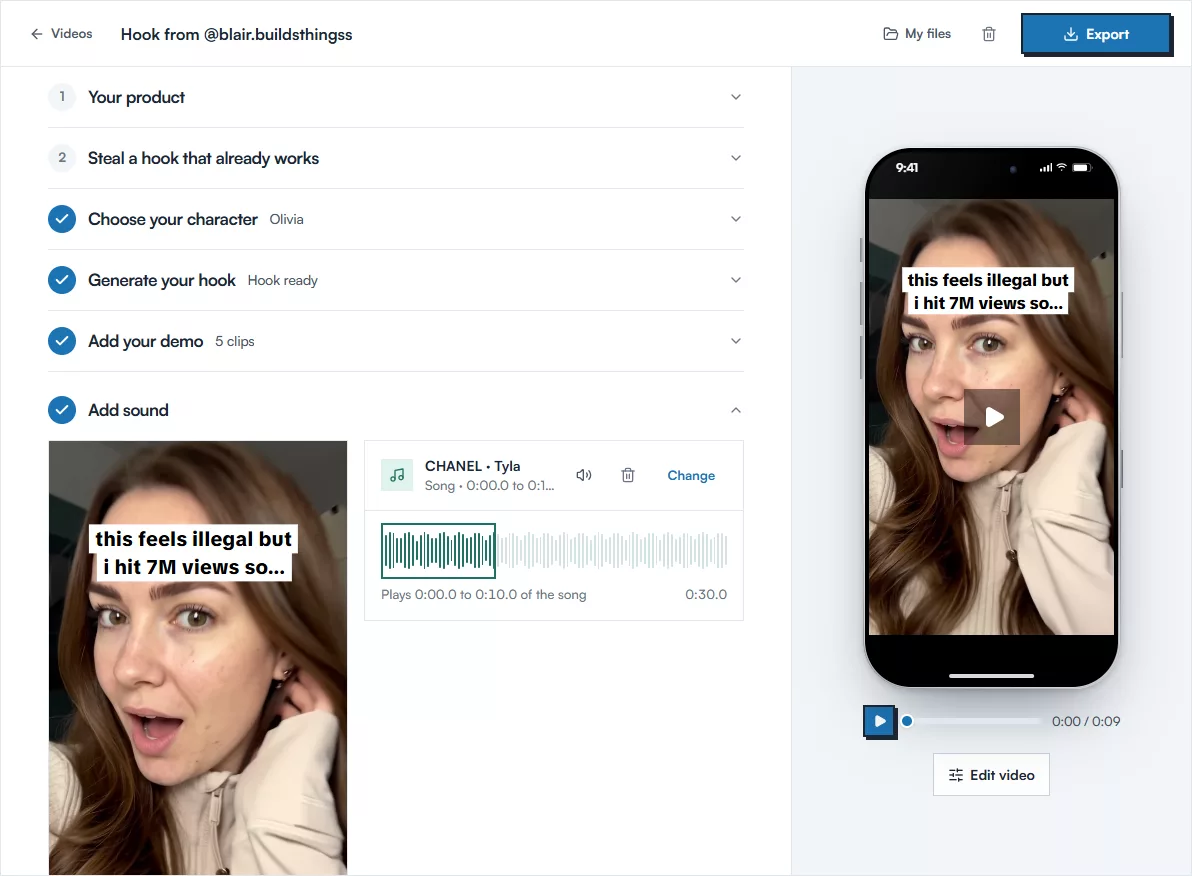 Videos
Hook from @blair.buildsthingss
My files
Export
1
Your product
2
Steal a hook that already works
Choose your character Olivia
Generate your hook Hook ready
Add your demo 5 clips
Add sound
this feels illegal but
i hit 7M views so...
CHANEL · Tyla
Song · 0:00.0 to 0:1...
Change
Plays 0:00.0 to 0:10.0 of the song
0:30.0
9:41
this feels illegal but
i hit 7M views so...
0:00 / 0:09
Edit video